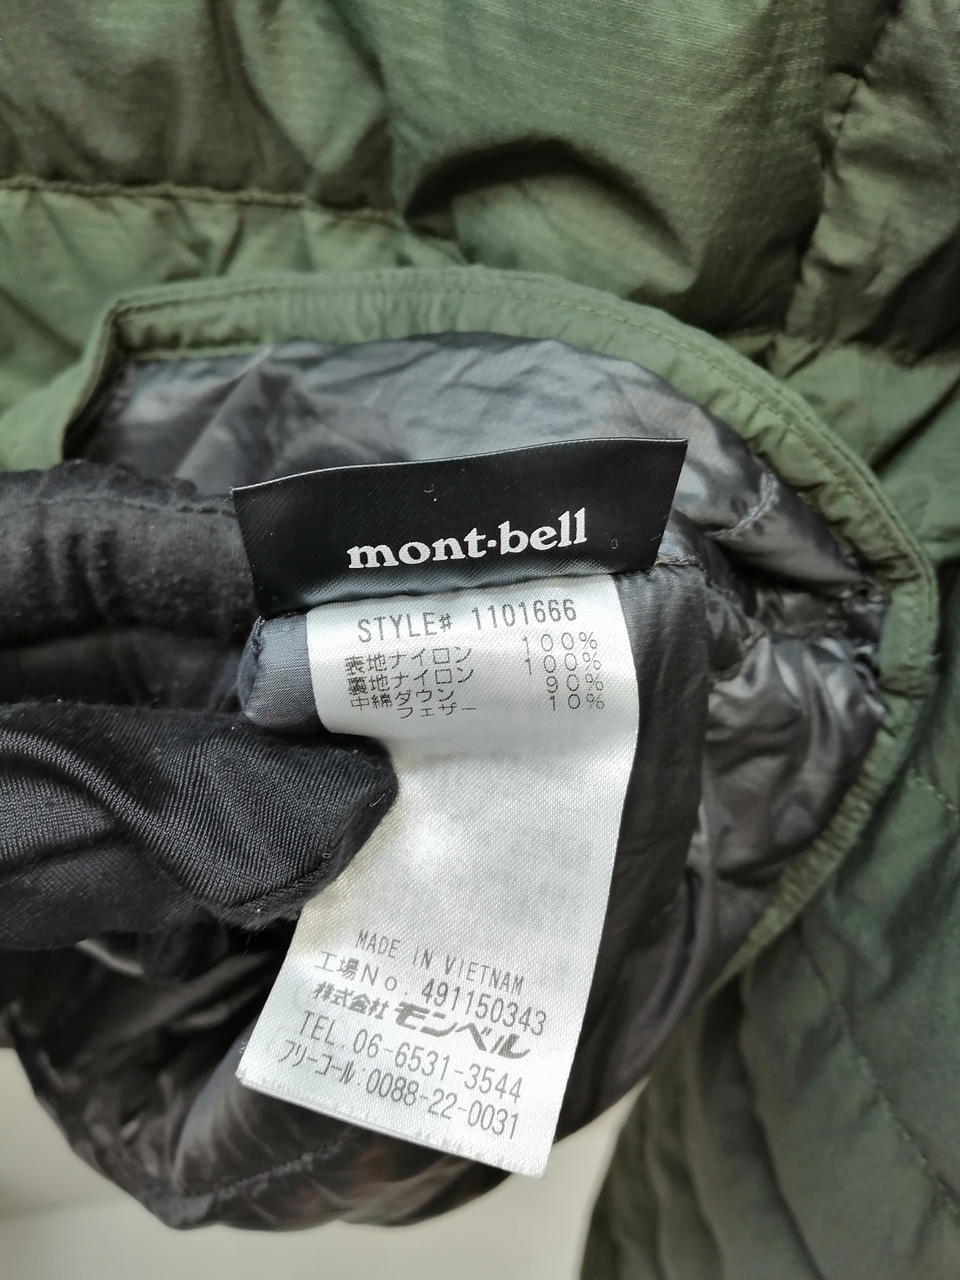 mont-bell
STYLE# 1101666
表地ナイロン 100%
裏地ナイロン 100%
中綿ダウン 90%
フェザー 10%
MADE IN VIETNAM
工場No. 491150343
株式会社モンベル
TEL.06-6531-3544
フリーコール.0088-22-0031